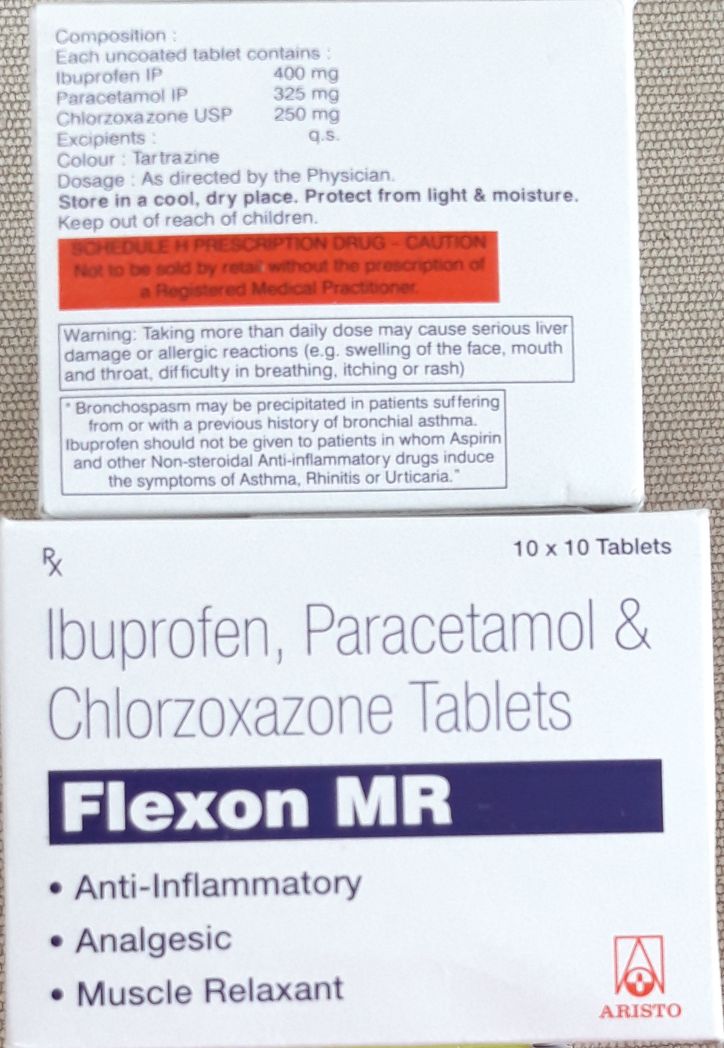 Composition :
Each uncoated tablet contains :
Ibuprofen IP 400 mg
Paracetamol IP 325 mg
Chlorzoxazone USP 250 mg
Excipients : q.s.
Colour : Tartrazine
Dosage : As directed by the Physician.
Store in a cool, dry place. Protect from light & moisture.
Keep out of reach of children.
SCHEDULE H PRESCRIPTION DRUG - CAUTION
Not to be sold by retail without the prescription of
a Registered Medical Practitioner.
Warning: Taking more than daily dose may cause serious liver
damage or allergic reactions (e.g. swelling of the face, mouth
and throat, difficulty in breathing, itching or rash)
"Bronchospasm may be precipitated in patients suffering
from or with a previous history of bronchial asthma.
Ibuprofen should not be given to patients in whom Aspirin
and other Non-steroidal Anti-inflammatory drugs induce
the symptoms of Asthma, Rhinitis or Urticaria."
Rx
10 x 10 Tablets
Ibuprofen, Paracetamol &
Chlorzoxazone Tablets
Flexon MR
• Anti-Inflammatory
• Analgesic
• Muscle Relaxant
ARISTO